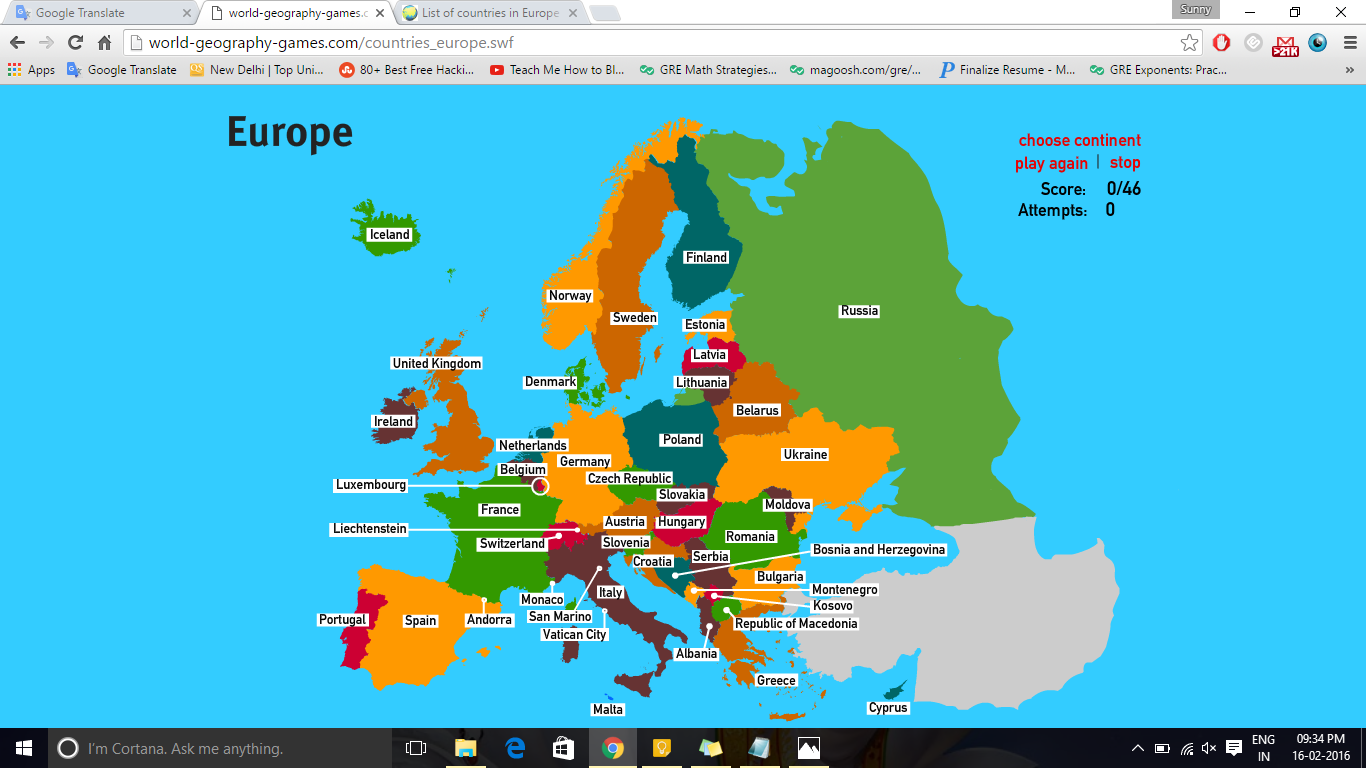 Google Translate
world-geography-games.c
List of countries in Europe
Sunny
world-geography-games.com/countries_europe.swf
>21K
Apps
Google Translate
New Delhi | Top Uni...
80+ Best Free Hacki...
Teach Me How to Bl...
GRE Math Strategies...
magoosh.com/gre/...
Finalize Resume - M...
GRE Exponents: Prac...
»
Europe
choose continent
play again | stop
Score: 0/46
Attempts: 0
Iceland
Finland
Norway
Russia
Sweden
Estonia
Latvia
United Kingdom
Denmark
Lithuania
Belarus
Ireland
Poland
Netherlands
Ukraine
Germany
Belgium
Czech Republic
Luxembourg
Slovakia
Moldova
France
Austria
Hungary
Liechtenstein
Romania
Switzerland
Slovenia
Bosnia and Herzegovina
Serbia
Croatia
Bulgaria
Montenegro
Italy
Monaco
Kosovo
San Marino
Portugal
Spain
Andorra
Republic of Macedonia
Vatican City
Albania
Greece
Cyprus
Malta
I'm Cortana. Ask me anything.
ENG
IN
09:34 PM
16-02-2016